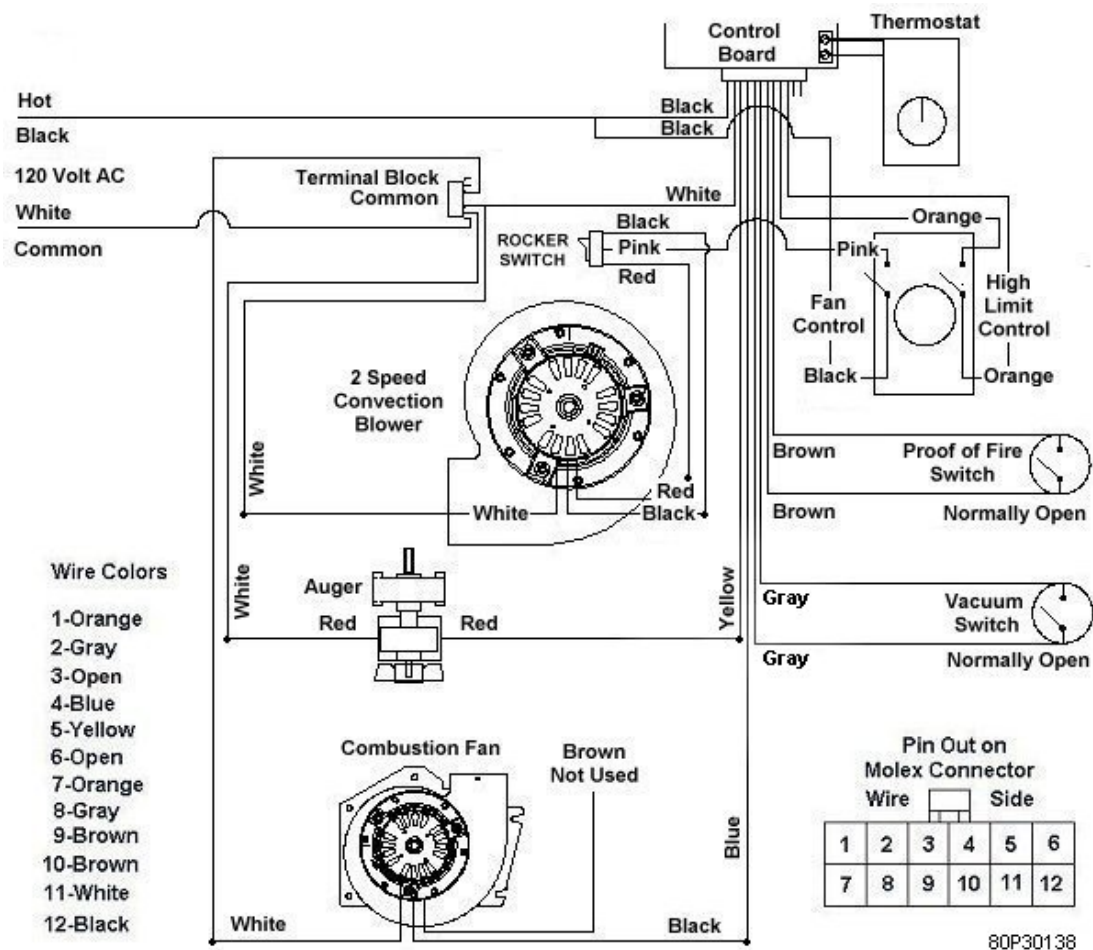 Control
Board
Thermostat
Hot
Black
Black
Black
120 Volt AC
Terminal Block
Common
White
White
Common
ROCKER
SWITCH
Black
Pink
Red
Orange
Pink
Fan
Control
High
Limit
Control
Black
Orange
2 Speed
Convection
Blower
White
White
Red
Black
Brown
Proof of Fire
Switch
Brown
Normally Open
Wire Colors
1-Orange
2-Gray
3-Open
4-Blue
5-Yellow
6-Open
7-Orange
8-Gray
9-Brown
10-Brown
11-White
12-Black
White
Auger
Red
Red
Yellow
Gray
Vacuum
Switch
Gray
Normally Open
Combustion Fan
Brown
Not Used
Blue
White
Black
Pin Out on
Molex Connector
Wire Side
1 2 3 4 5 6
7 8 9 10 11 12
80P30138